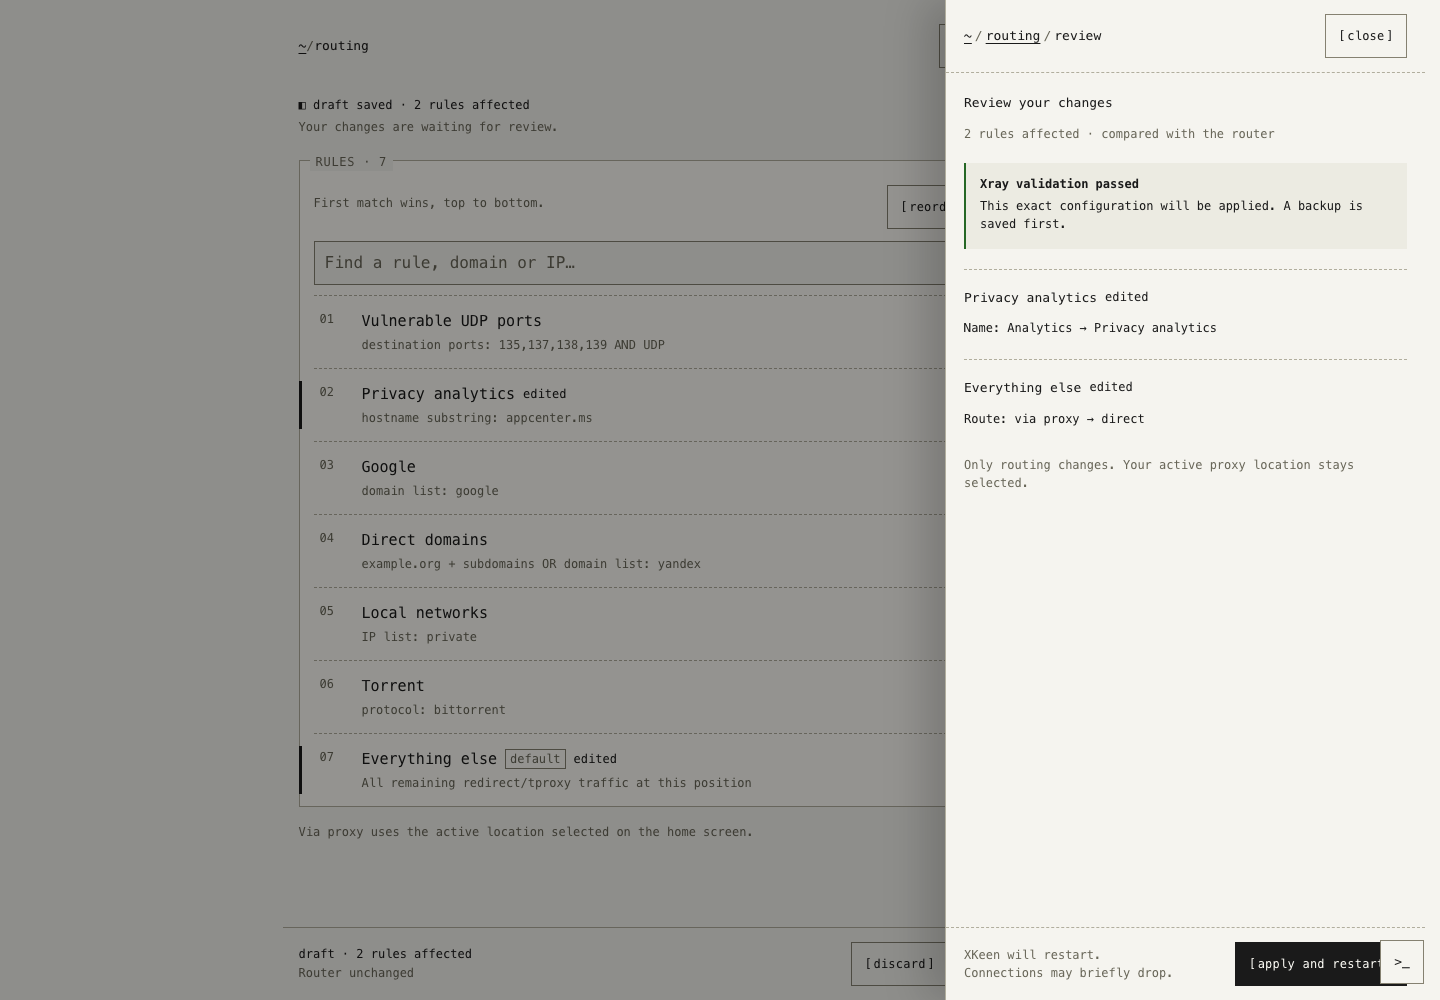 ~/routing
◧ draft saved · 2 rules affected
Your changes are waiting for review.
RULES · 7
First match wins, top to bottom.
[reord
Find a rule, domain or IP…
01 Vulnerable UDP ports
destination ports: 135,137,138,139 AND UDP
02 Privacy analytics edited
hostname substring: appcenter.ms
03 Google
domain list: google
04 Direct domains
example.org + subdomains OR domain list: yandex
05 Local networks
IP list: private
06 Torrent
protocol: bittorrent
07 Everything else default edited
All remaining redirect/tproxy traffic at this position
Via proxy uses the active location selected on the home screen.
draft · 2 rules affected
Router unchanged
[discard]
~ / routing / review
[close]
Review your changes
2 rules affected · compared with the router
Xray validation passed
This exact configuration will be applied. A backup is
saved first.
Privacy analytics edited
Name: Analytics → Privacy analytics
Everything else edited
Route: via proxy → direct
Only routing changes. Your active proxy location stays
selected.
XKeen will restart.
Connections may briefly drop.
[apply and restart
>_